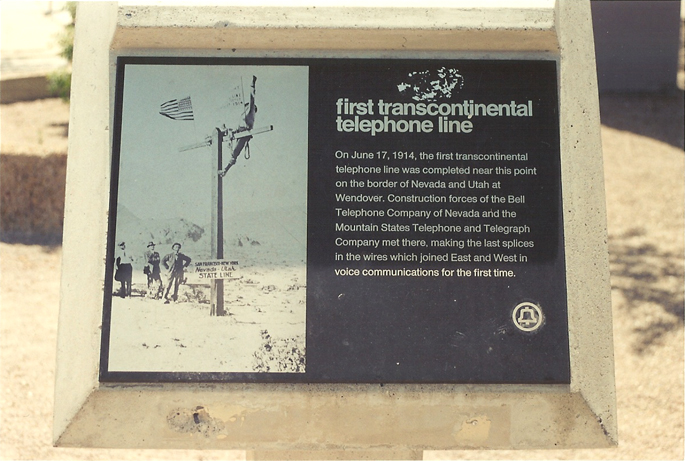 first transcontinental
telephone line
On June 17, 1914, the first transcontinental
telephone line was completed near this point
on the border of Nevada and Utah at
Wendover. Construction forces of the Bell
Telephone Company of Nevada and the
Mountain States Telephone and Telegraph
Company met there, making the last splices
in the wires which joined East and West in
voice communications for the first time.
SAN FRANCISCO-NEW YORK
Nevada - Utah
STATE LINE